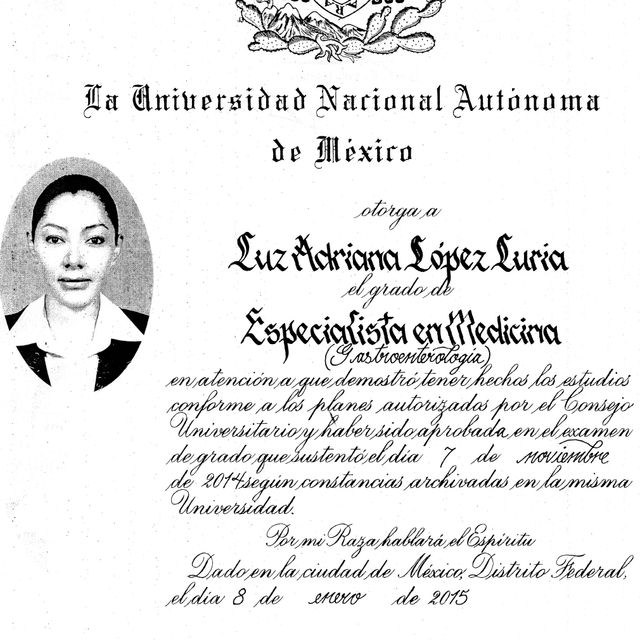 La Universidad Nacional Autónoma
de México
otorga a
Luz Adriana López Luria
el grado de
Especialista en Medicina
(Gastroenterología)
en atención a que demostró tener hechos los estudios
conforme a los planes autorizados por el Consejo
Universitario y haber sido aprobada en el examen
de grado que sustentó el día 7 de noviembre
de 2014 según constancias archivadas en la misma
Universidad.
Por mi Raza hablará el Espíritu
Dado en la ciudad de México, Distrito Federal,
el día 8 de enero de 2015